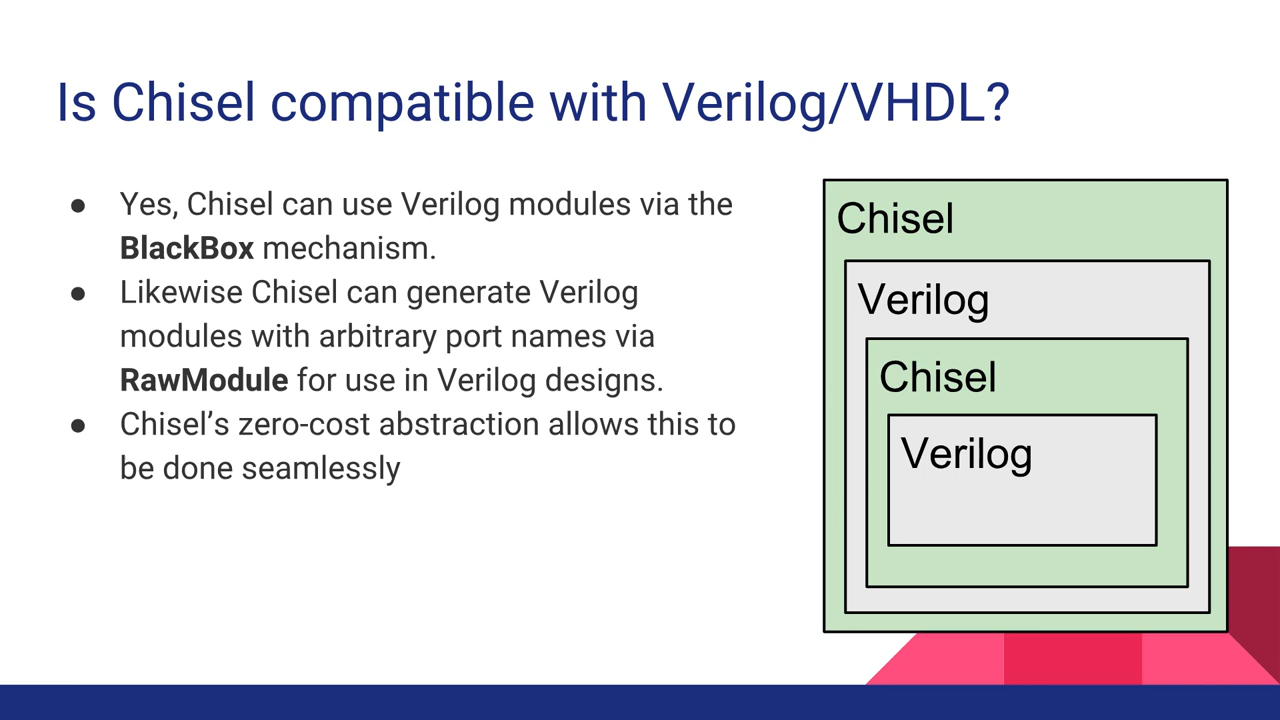 Is Chisel compatible with Verilog/VHDL?
● Yes, Chisel can use Verilog modules via the
BlackBox mechanism.
● Likewise Chisel can generate Verilog
modules with arbitrary port names via
RawModule for use in Verilog designs.
● Chisel’s zero-cost abstraction allows this to
be done seamlessly
Chisel
Verilog
Chisel
Verilog